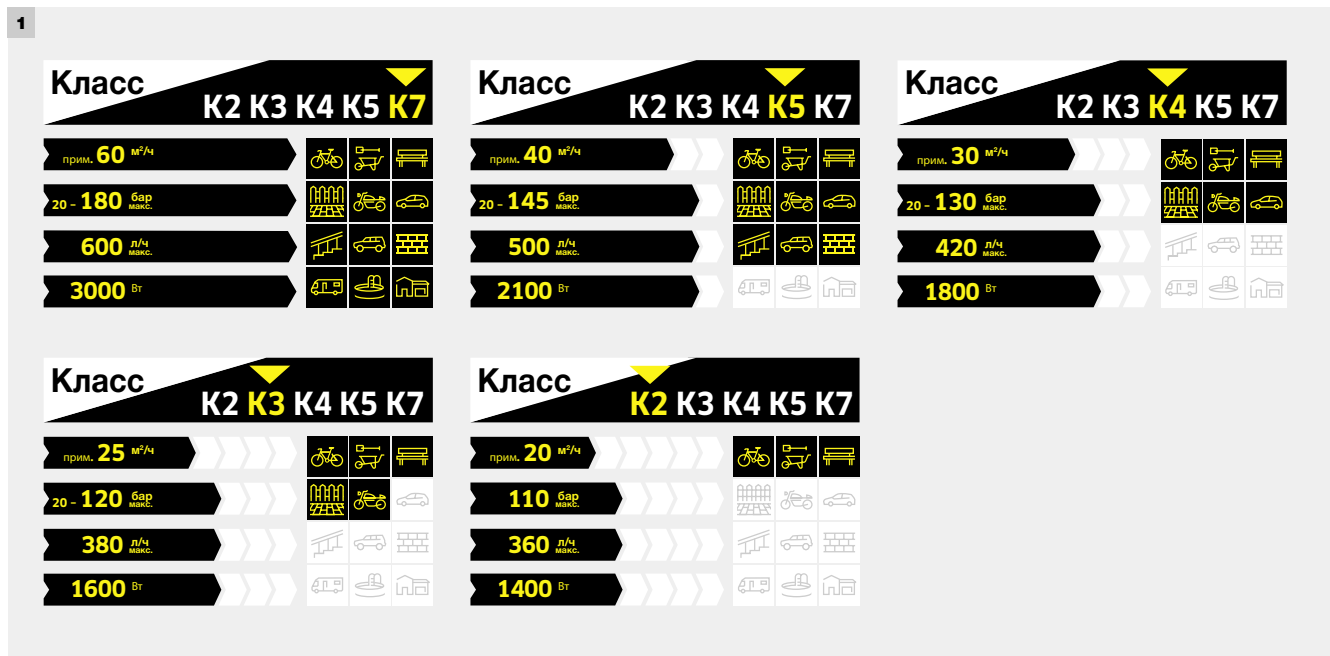 1
Класс
K2 K3 K4 K5 K7
прим. 60 м²/ч
20 – 180 бар макс.
600 л/ч макс.
3000 Вт
Класс
K2 K3 K4 K5 K7
прим. 40 м²/ч
20 – 145 бар макс.
500 л/ч макс.
2100 Вт
Класс
K2 K3 K4 K5 K7
прим. 30 м²/ч
20 – 130 бар макс.
420 л/ч макс.
1800 Вт
Класс
K2 K3 K4 K5 K7
прим. 25 м²/ч
20 – 120 бар макс.
380 л/ч макс.
1600 Вт
Класс
K2 K3 K4 K5 K7
прим. 20 м²/ч
110 бар макс.
360 л/ч макс.
1400 Вт